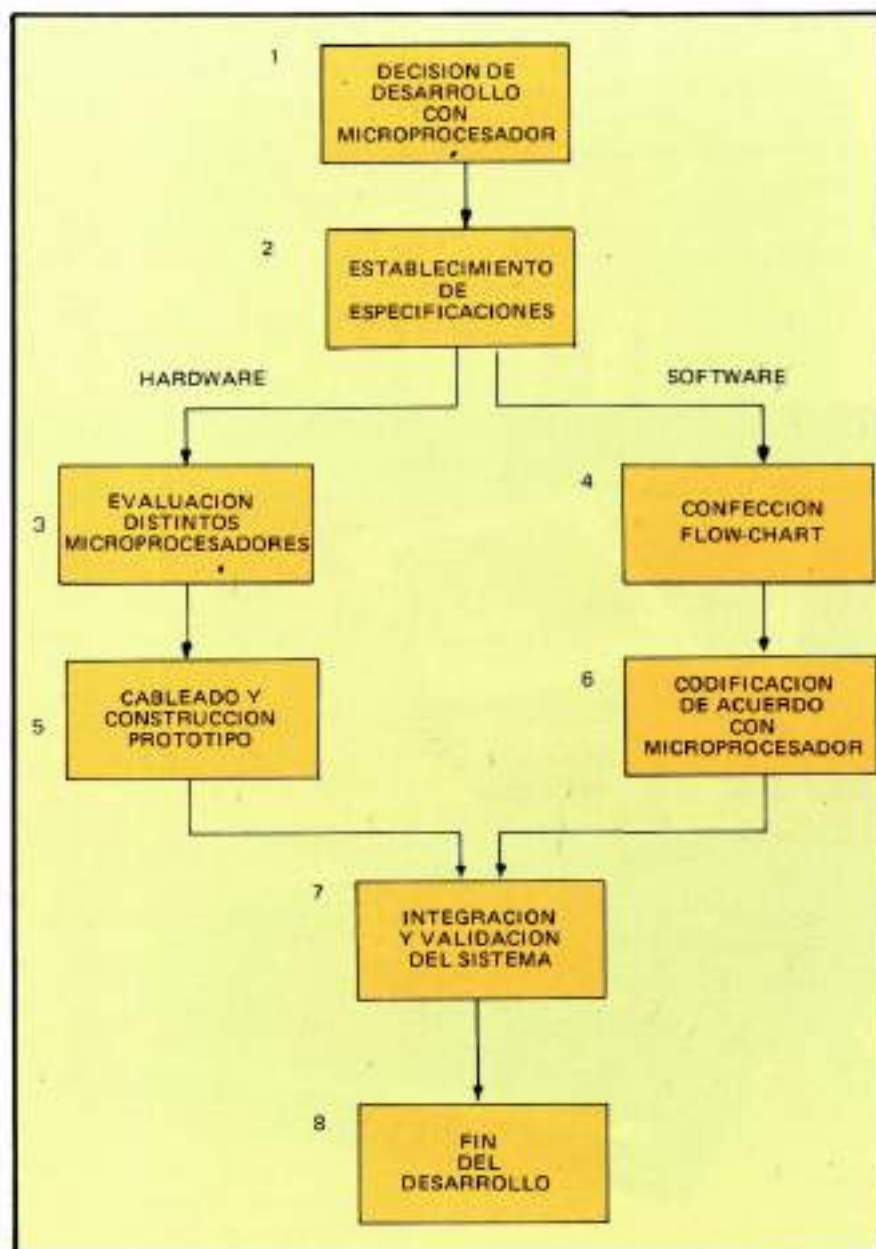 1
DECISION DE
DESARROLLO
CON
MICROPROCESADOR
2
ESTABLECIMIENTO
DE
ESPECIFICACIONES
HARDWARE
SOFTWARE
3
EVALUACION
DISTINTOS
MICROPROCESADORES
4
CONFECCION
FLOW-CHART
5
CABLEADO Y
CONSTRUCCION
PROTOTIPO
6
CODIFICACION
DE ACUERDO
CON
MICROPROCESADOR
7
INTEGRACION
Y VALIDACION
DEL SISTEMA
8
FIN
DEL
DESARROLLO